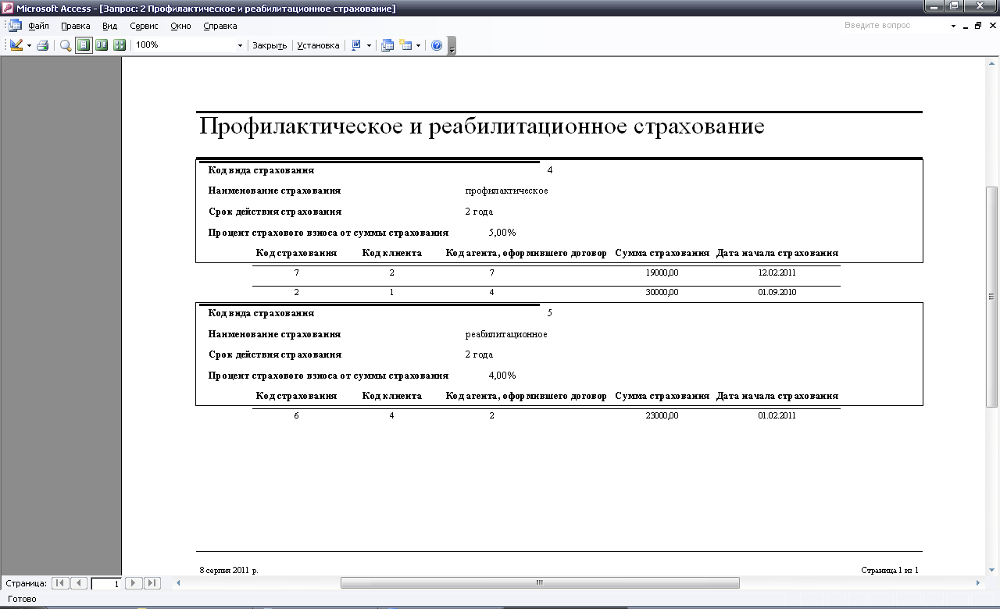 Microsoft Access - [Запрос: 2 Профилактическое и реабилитационное страхование]
Файл Правка Вид Сервис Окно Справка Введите вопрос
100% Закрыть Установка
Профилактическое и реабилитационное страхование
Код вида страхования 4
Наименование страхования профилактическое
Срок действия страхования 2 года
Процент страхового взноса от суммы страхования 5,00%
Код страхования Код клиента Код агента, оформившего договор Сумма страхования Дата начала страхования
7 2 7 19000,00 12.02.2011
2 1 4 30000,00 01.09.2010
Код вида страхования 5
Наименование страхования реабилитационное
Срок действия страхования 2 года
Процент страхового взноса от суммы страхования 4,00%
Код страхования Код клиента Код агента, оформившего договор Сумма страхования Дата начала страхования
6 4 2 23000,00 01.02.2011
8 серпня 2011 р. Страница 1 из 1
Страница: 1
Готово